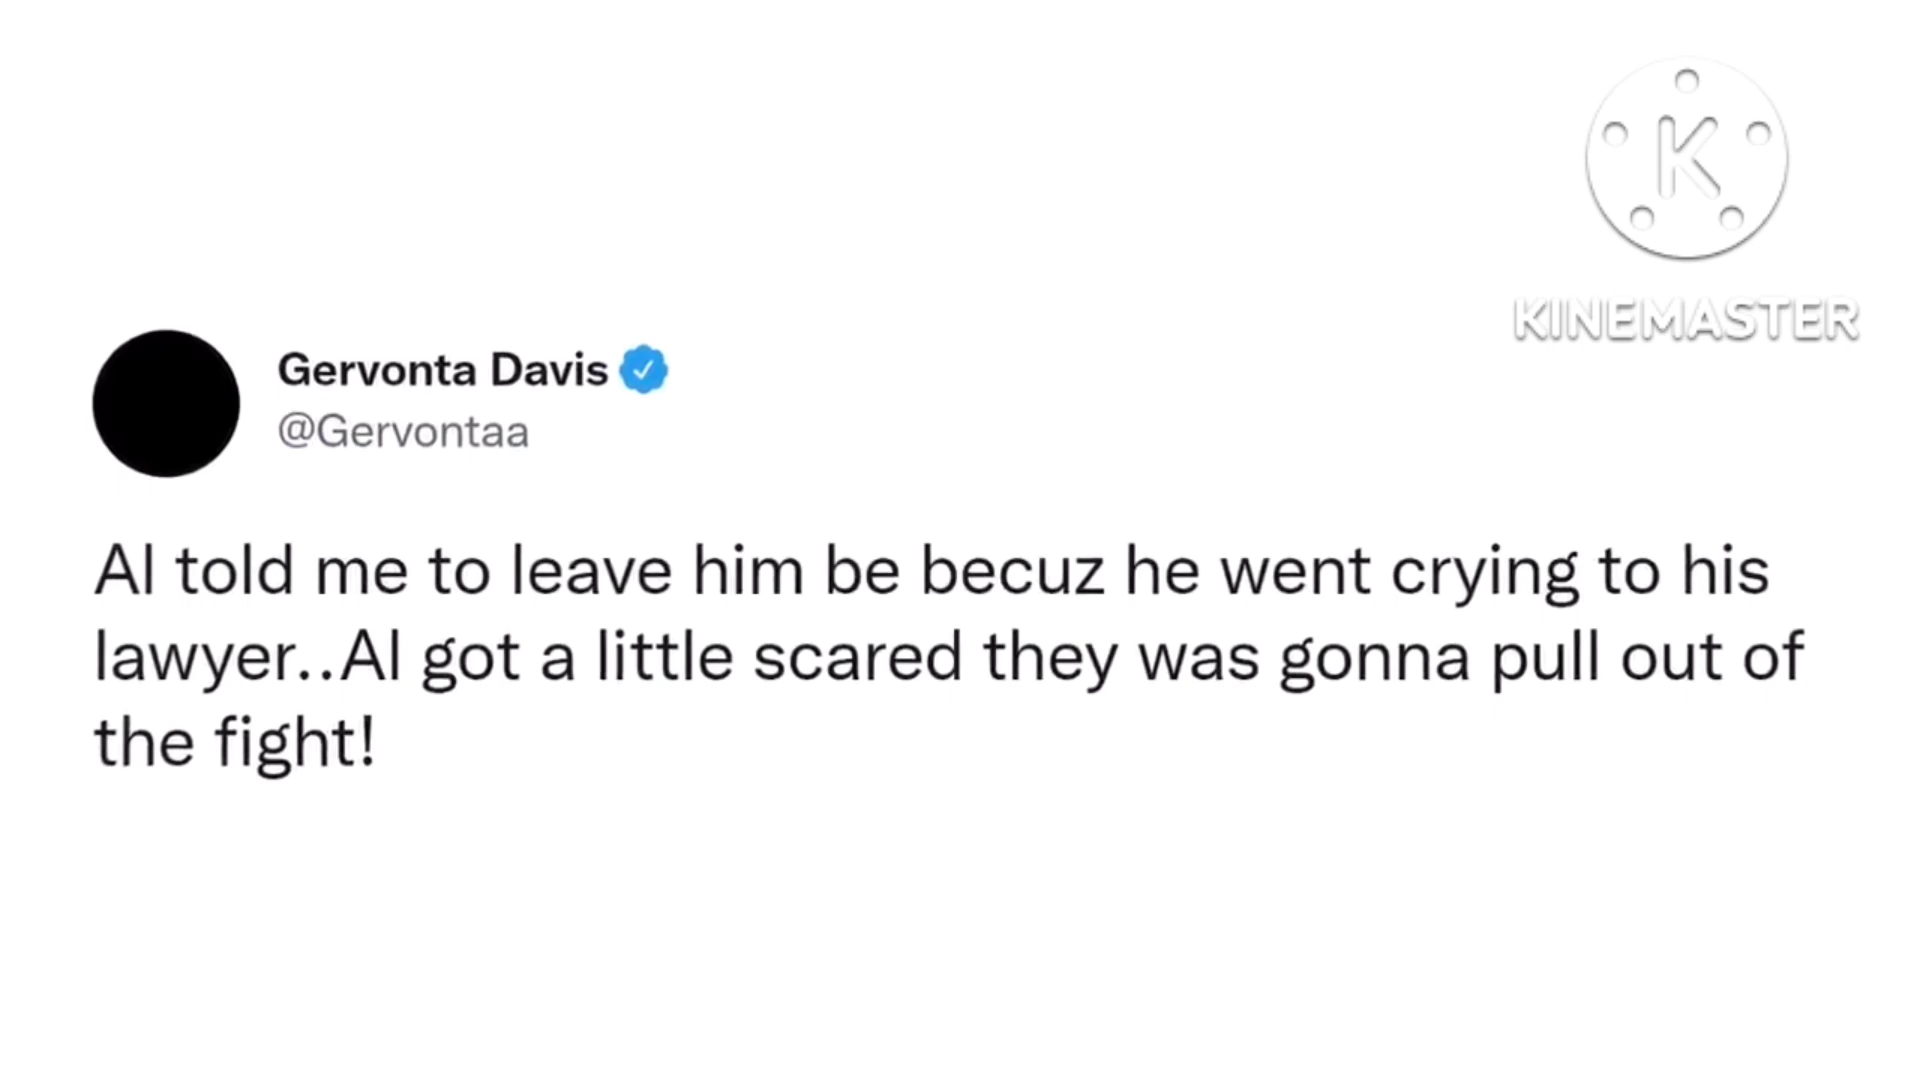 K
KINEMASTER
Gervonta Davis
@Gervontaa
Al told me to leave him be becuz he went crying to his
lawyer..Al got a little scared they was gonna pull out of
the fight!